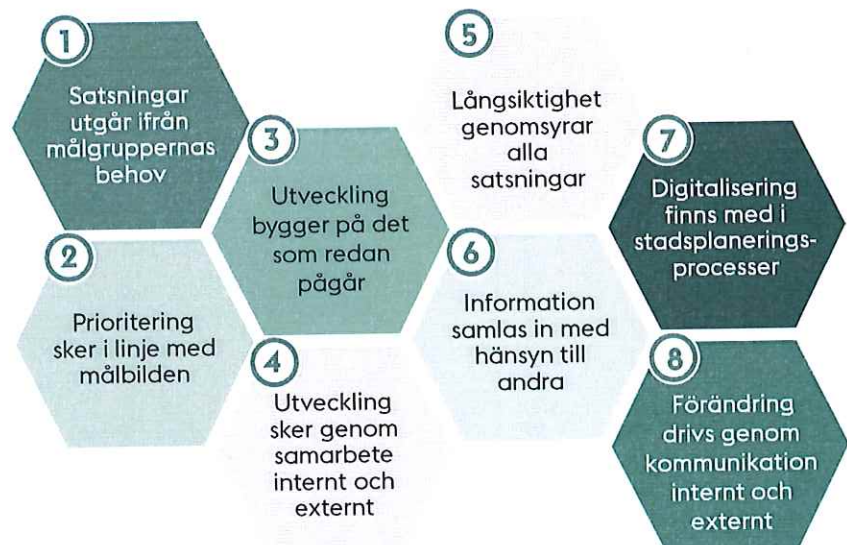 1
Satsningar
utgår ifrån
målgruppernas
behov
2
Prioritering
sker i linje med
målbilden
3
Utveckling
bygger på det
som redan
pågår
4
Utveckling
sker genom
samarbete
internt och
externt
5
Långsiktighet
genomsyrar
alla
satsningar
6
Information
samlas in med
hänsyn till
andra
7
Digitalisering
finns med i
stadsplanerings-
processer
8
Förändring
drivs genom
kommunikation
internt och
externt